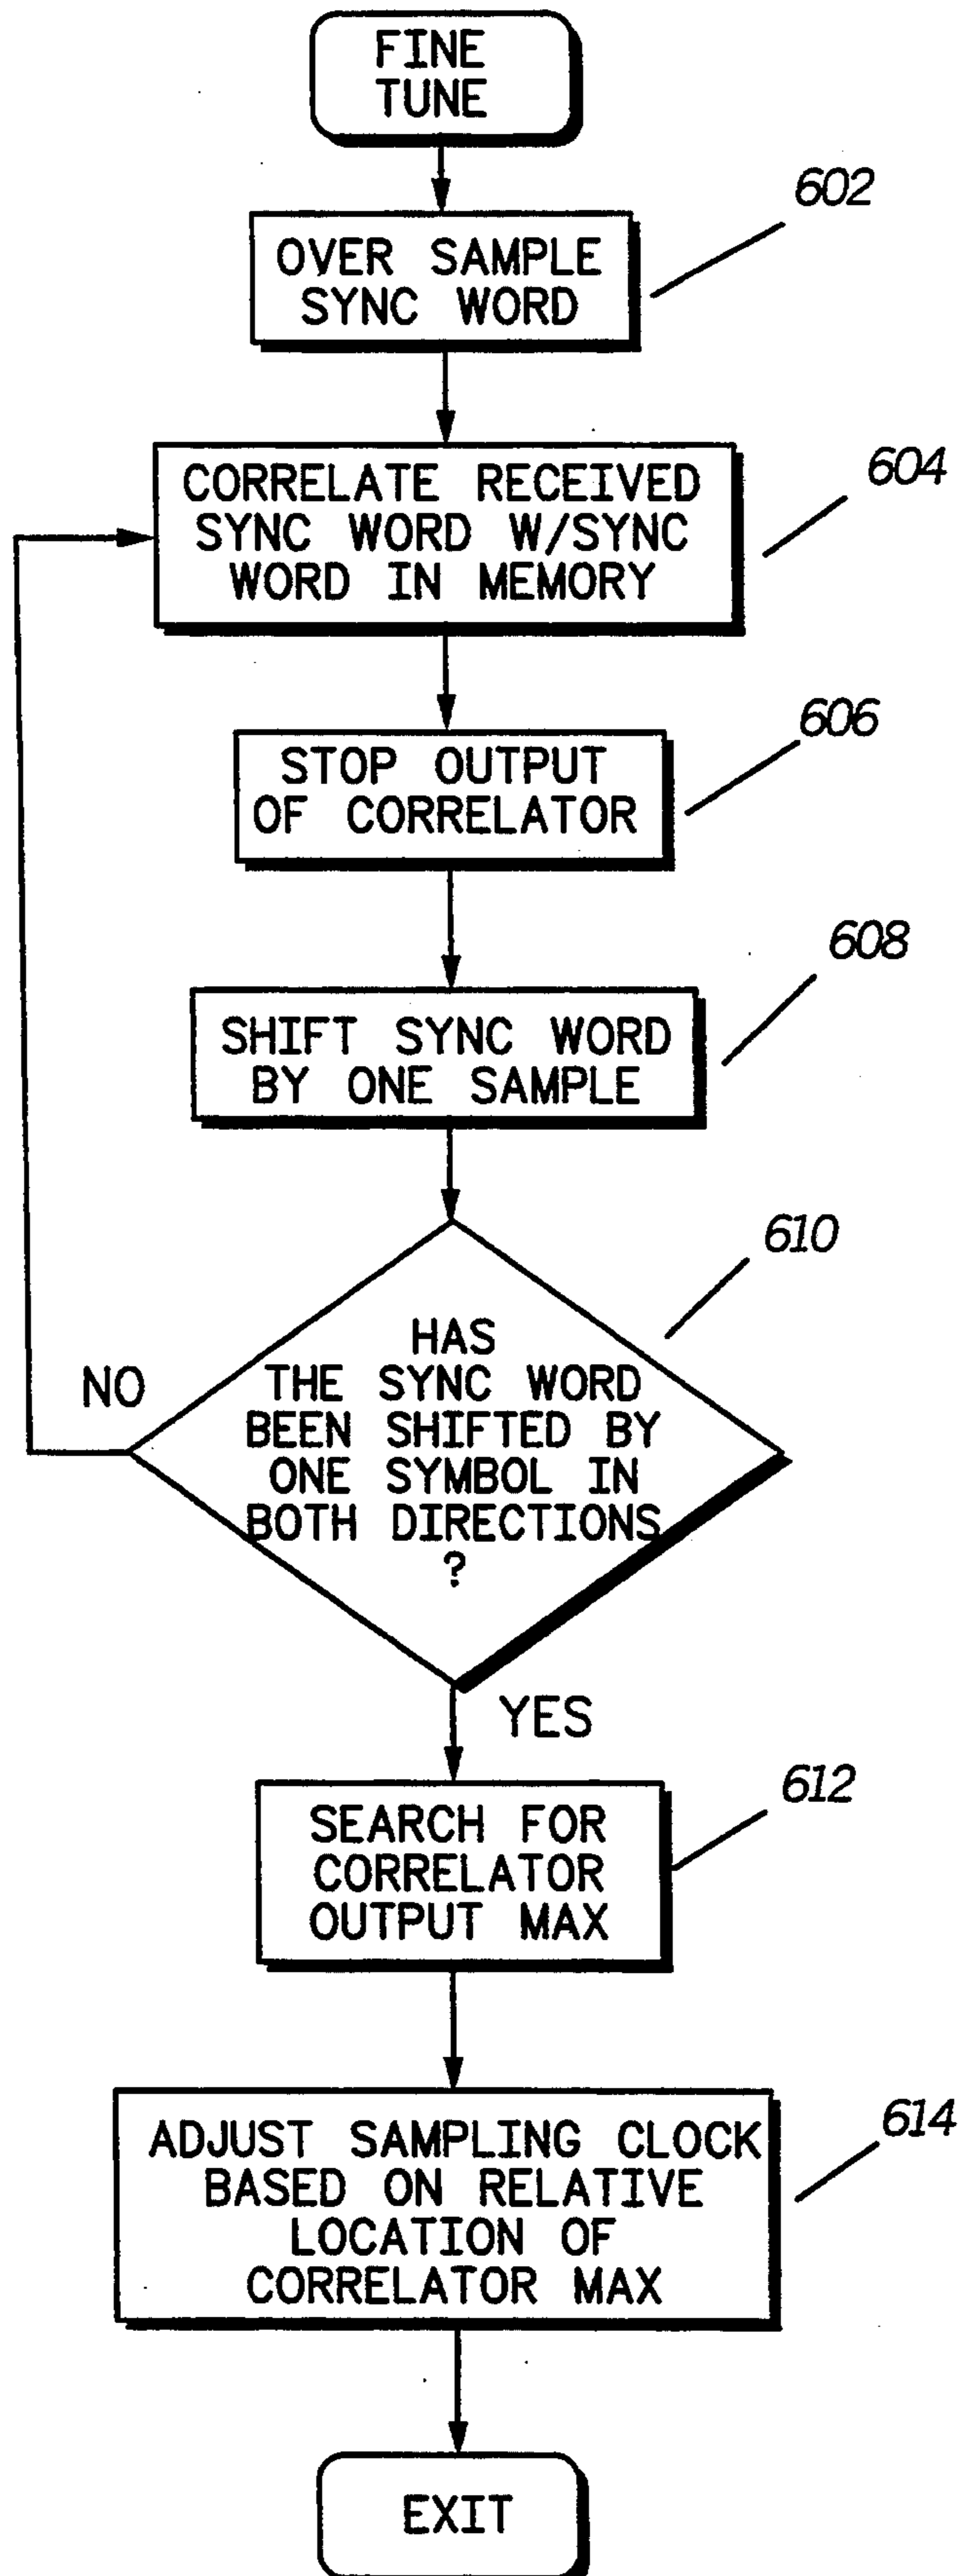 FINE
TUNE
602
OVER SAMPLE
SYNC WORD
604
CORRELATE RECEIVED
SYNC WORD W/SYNC
WORD IN MEMORY
606
STOP OUTPUT
OF CORRELATOR
608
SHIFT SYNC WORD
BY ONE SAMPLE
610
HAS
THE SYNC WORD
BEEN SHIFTED BY
ONE SYMBOL IN
BOTH DIRECTIONS
?
NO
YES
612
SEARCH FOR
CORRELATOR
OUTPUT MAX
614
ADJUST SAMPLING CLOCK
BASED ON RELATIVE
LOCATION OF
CORRELATOR MAX
EXIT